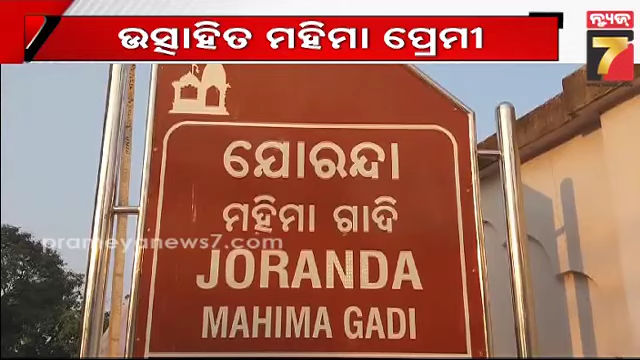 ଉତ୍ସାହିତ ମହିମା ପ୍ରେମୀ
ନ୍ୟୁଜ୍
7
ଯୋରନ୍ଦା
ମହିମା ଗାଦି
prameyanews7.com
JORANDA
MAHIMA GADI